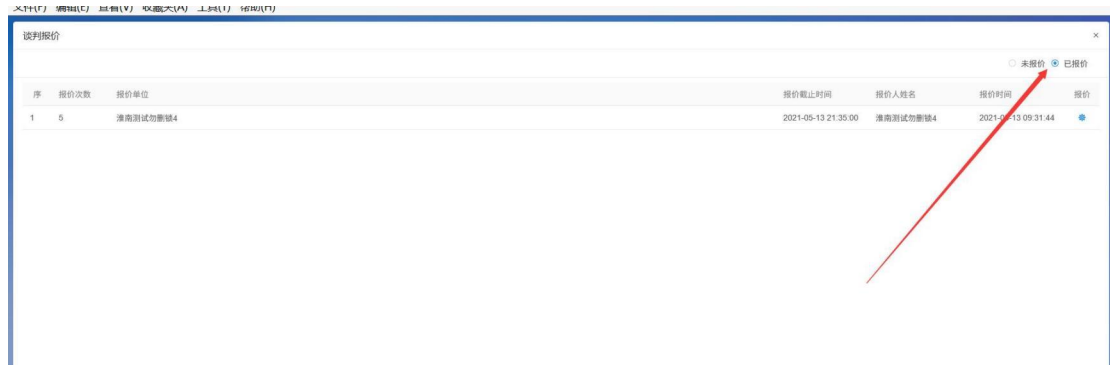 文件(F) 编辑(E) 查看(V) 收藏夹(A) 工具(T) 帮助(H)
谈判报价 ×
未报价 已报价
序 报价次数 报价单位 报价截止时间 报价人姓名 报价时间 报价
1 5 淮南测试勿删锁4 2021-05-13 21:35:00 淮南测试勿删锁4 2021-05-13 09:31:44